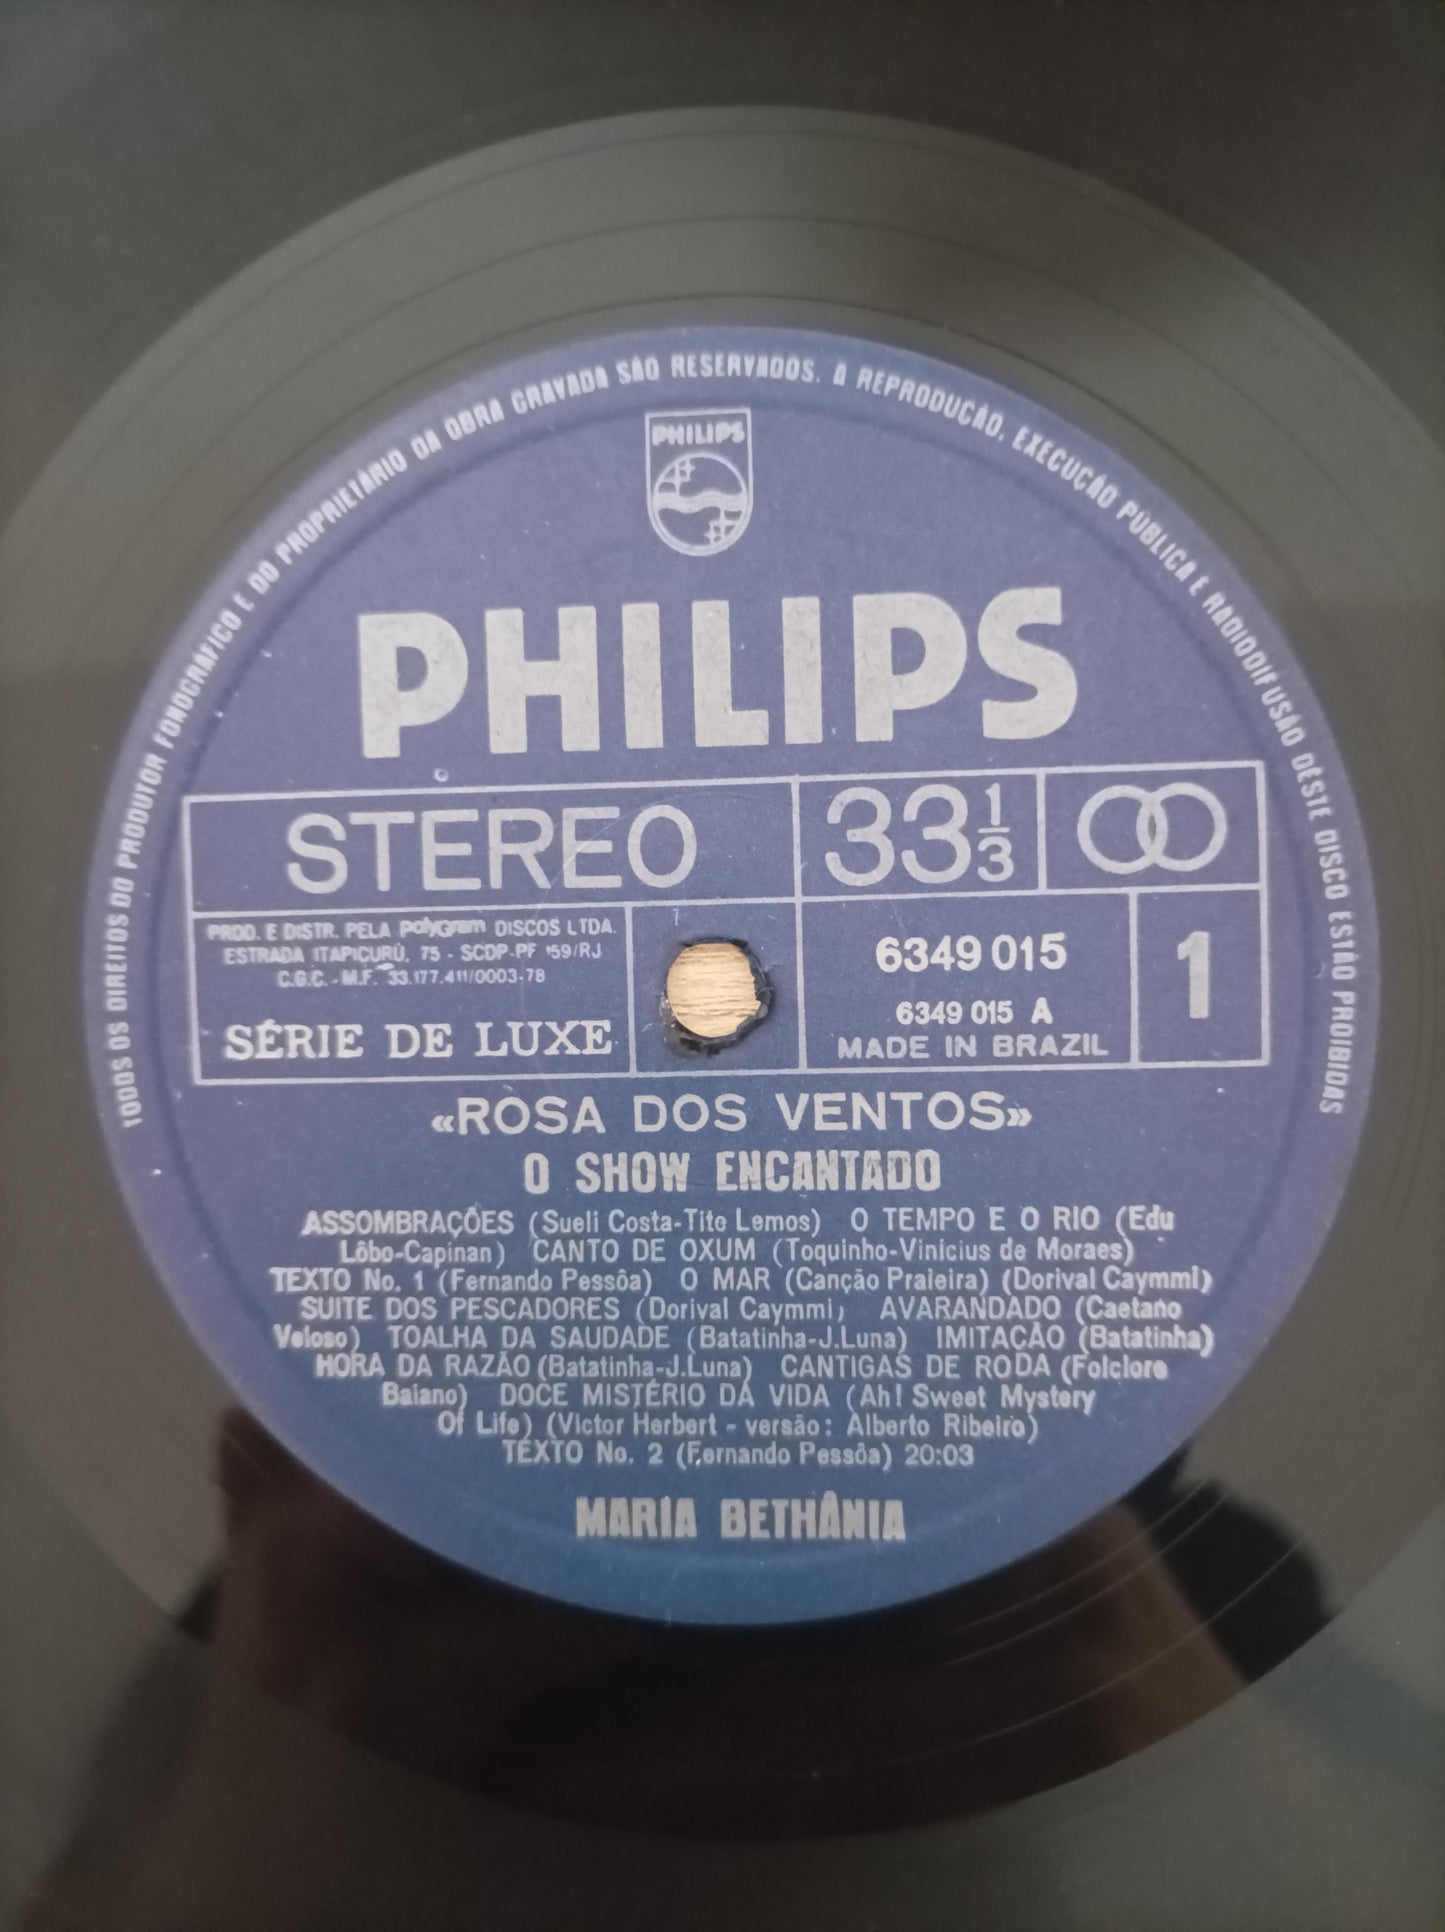 TODOS OS DIREITOS DO PRODUTOR FONOGRÁFICO E DO PROPRIETÁRIO DA OBRA GRAVADA SÃO RESERVADOS. A REPRODUÇÃO, EXECUÇÃO PÚBLICA E RADIODIFUSÃO DÊSTE DISCO ESTÃO PROIBIDAS
PHILIPS
PHILIPS
STEREO
33 1/3
PROD. E DISTR. PELA PolyGram DISCOS LTDA.
ESTRADA ITAPICURÚ, 75 - SCDP-PF 159/RJ
C.G.C. - M.F. 33.177.411/0003-78
SÉRIE DE LUXE
6349 015
6349 015 A
MADE IN BRAZIL
1
«ROSA DOS VENTOS»
O SHOW ENCANTADO
ASSOMBRAÇÕES (Sueli Costa-Tite Lemos) O TEMPO E O RIO (Edu
Lôbo-Capinan) CANTO DE OXUM (Toquinho-Vinicius de Moraes)
TEXTO No. 1 (Fernando Pessôa) O MAR (Canção Praieira) (Dorival Caymmi)
SUITE DOS PESCADORES (Dorival Caymmi) AVARANDADO (Caetano
Veloso) TOALHA DA SAUDADE (Batatinha-J.Luna) IMITAÇÃO (Batatinha)
HORA DA RAZÃO (Batatinha-J.Luna) CANTIGAS DE RODA (Folclore
Baiano) DOCE MISTÉRIO DA VIDA (Ah! Sweet Mystery
Of Life) (Victor Herbert - versão: Alberto Ribeiro)
TEXTO No. 2 (Fernando Pessôa) 20:03
MARIA BETHÂNIA